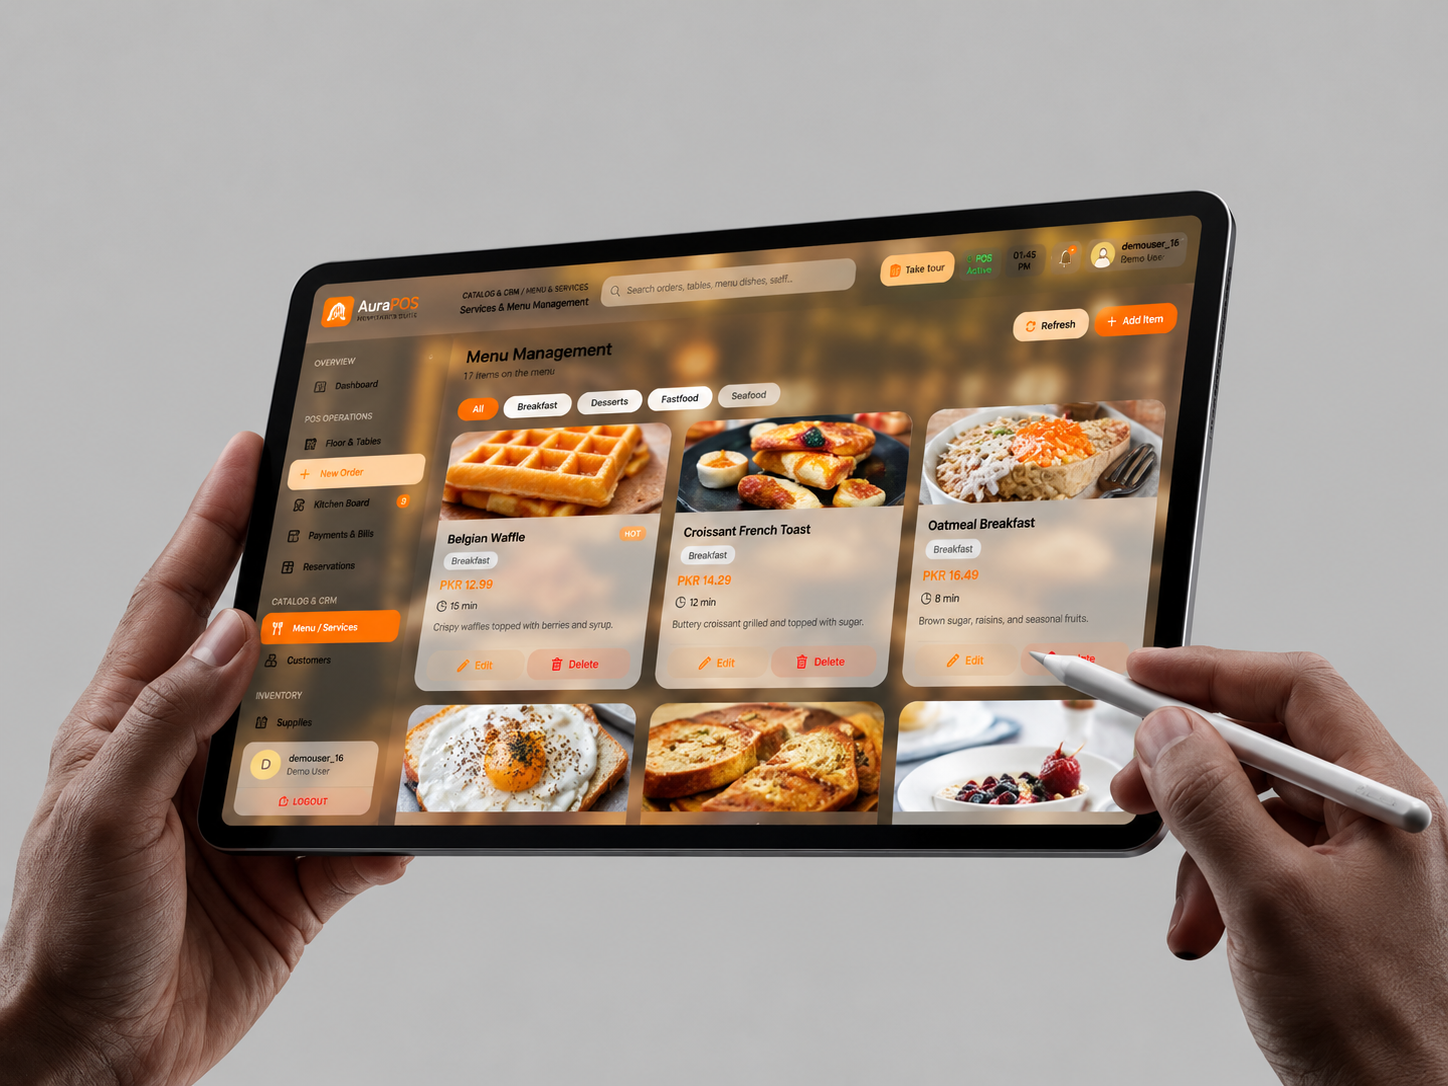 AuraPOS
CATALOG & CRM / MENU & SERVICES
Services & Menu Management
Search orders, tables, menu dishes, staff...
Take tour
POS
Active
01:45
PM
demouser_16
Demo User
Refresh
+ Add Item
OVERVIEW
Dashboard
POS OPERATIONS
Floor & Tables
+ New Order
Kitchen Board
Payments & Bills
Reservations
CATALOG & CRM
Menu / Services
Customers
INVENTORY
Supplies
D
demouser_16
Demo User
LOGOUT
Menu Management
17 items on the menu
All
Breakfast
Desserts
Fastfood
Seafood
Belgian Waffle
HOT
Breakfast
PKR 12.99
15 min
Crispy waffles topped with berries and syrup.
Edit
Delete
Croissant French Toast
Breakfast
PKR 14.29
12 min
Buttery croissant grilled and topped with sugar.
Edit
Delete
Oatmeal Breakfast
Breakfast
PKR 16.49
8 min
Brown sugar, raisins, and seasonal fruits.
Edit